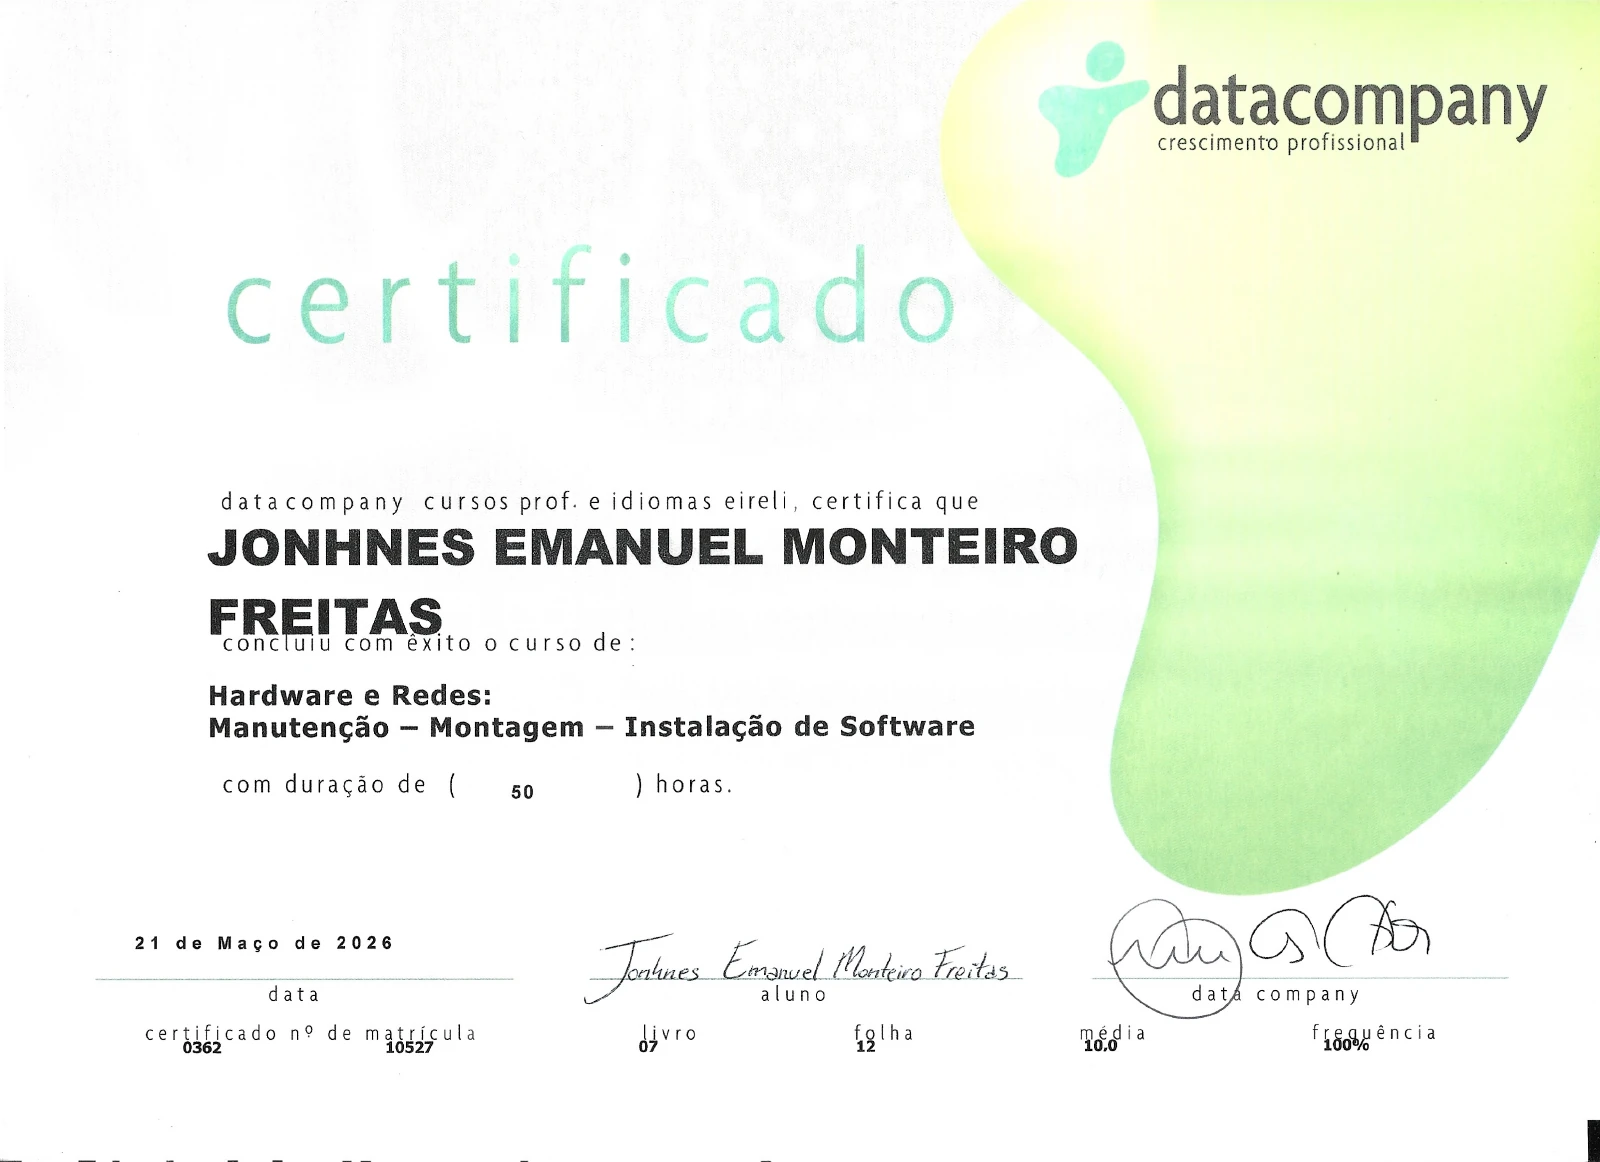 datacompany
crescimento profissional
certificado
datacompany cursos prof. e idiomas eireli, certifica que
JONHNES EMANUEL MONTEIRO
FREITAS
concluiu com êxito o curso de:
Hardware e Redes:
Manutenção – Montagem – Instalação de Software
com duração de ( 50 ) horas.
21 de Maço de 2026
Jonhnes Emanuel Monteiro Freitas
data
aluno
data company
certificado nº de matrícula livro folha média frequência
0362 10527 07 12 10.0 100%